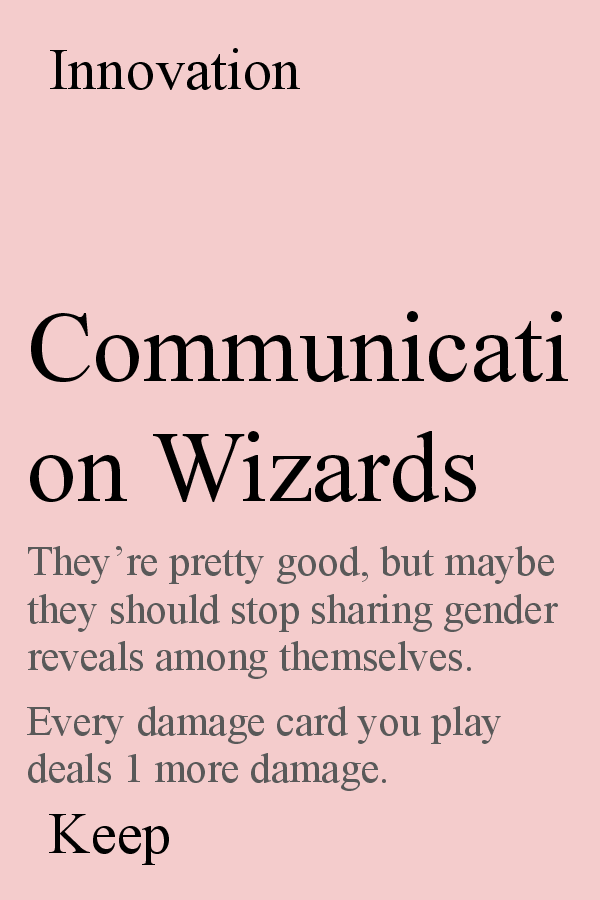 Innovation
Communicati
on Wizards
They’re pretty good, but maybe
they should stop sharing gender
reveals among themselves.
Every damage card you play
deals 1 more damage.
Keep